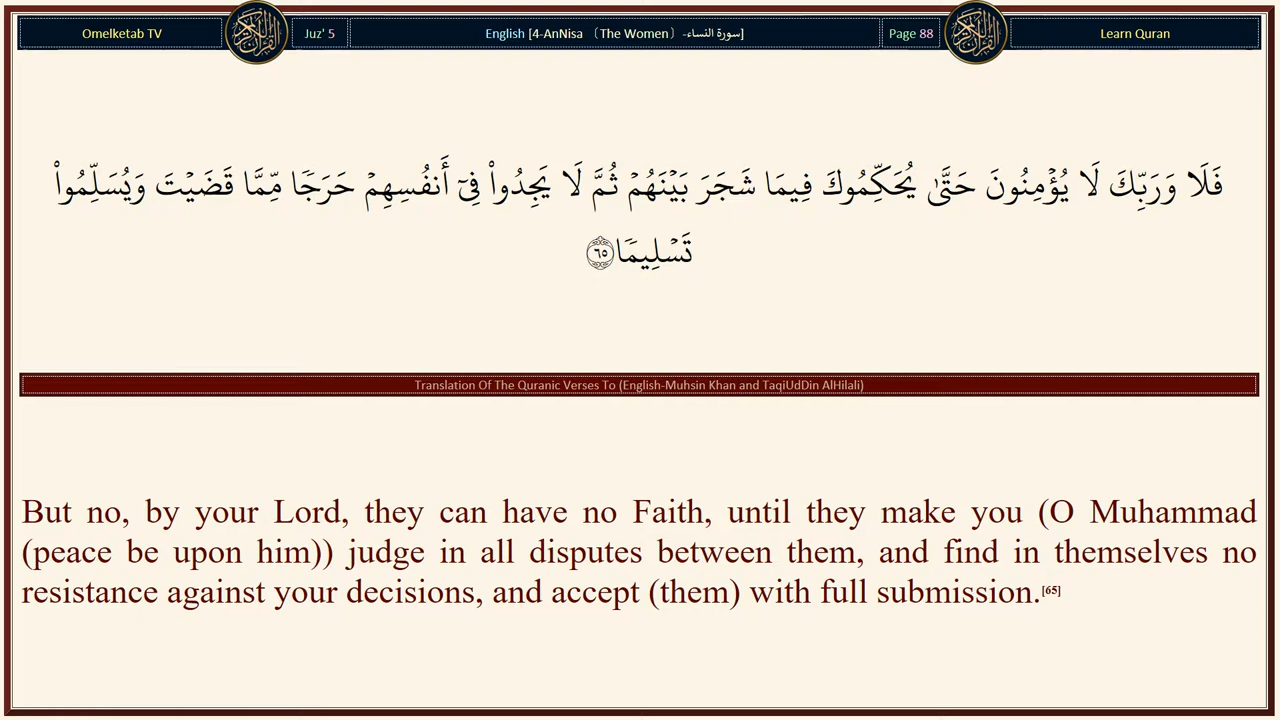 Omelketab TV
Juz' 5
English [4-AnNisa （The Women）-سورة النساء]
Page 88
Learn Quran
فَلَا وَرَبِّكَ لَا يُؤۡمِنُونَ حَتَّىٰ يُحَكِّمُوكَ فِيمَا شَجَرَ بَيۡنَهُمۡ ثُمَّ لَا يَجِدُواْ فِيٓ أَنفُسِهِمۡ حَرَجٗا مِّمَّا قَضَيۡتَ وَيُسَلِّمُواْ
تَسۡلِيمٗا ٦٥
Translation Of The Quranic Verses To (English-Muhsin Khan and TaqiUdDin AlHilali)
But no, by your Lord, they can have no Faith, until they make you (O Muhammad
(peace be upon him)) judge in all disputes between them, and find in themselves no
resistance against your decisions, and accept (them) with full submission.[65]